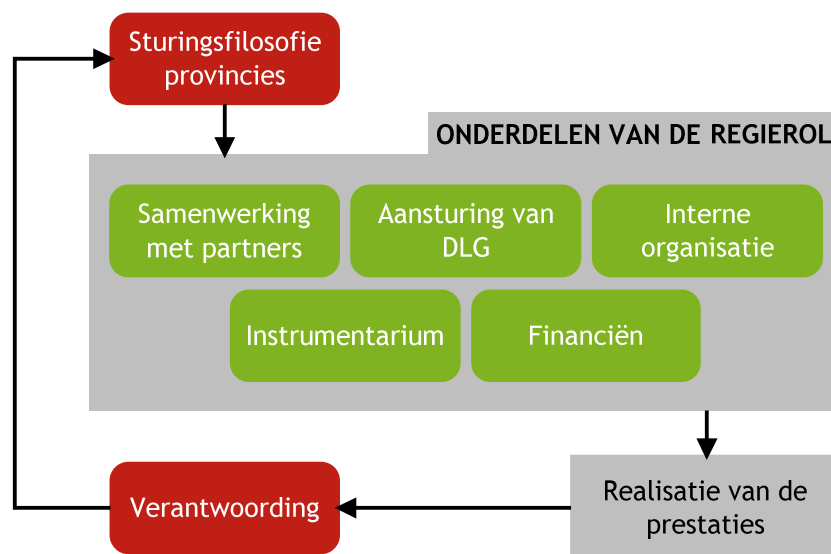 Sturingsfilosofie
provincies
ONDERDELEN VAN DE REGIEROL
Samenwerking
met partners
Aansturing van
DLG
Interne
organisatie
Instrumentarium
Financiën
Verantwoording
Realisatie van de
prestaties